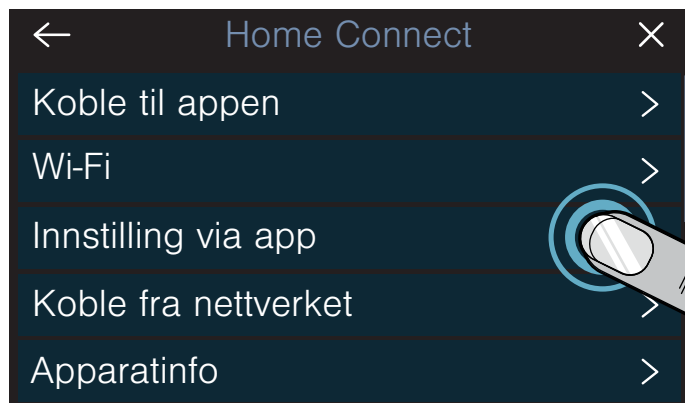 Home Connect
Koble til appen
Wi-Fi
Innstilling via app
Koble fra nettverket
Apparatinfo